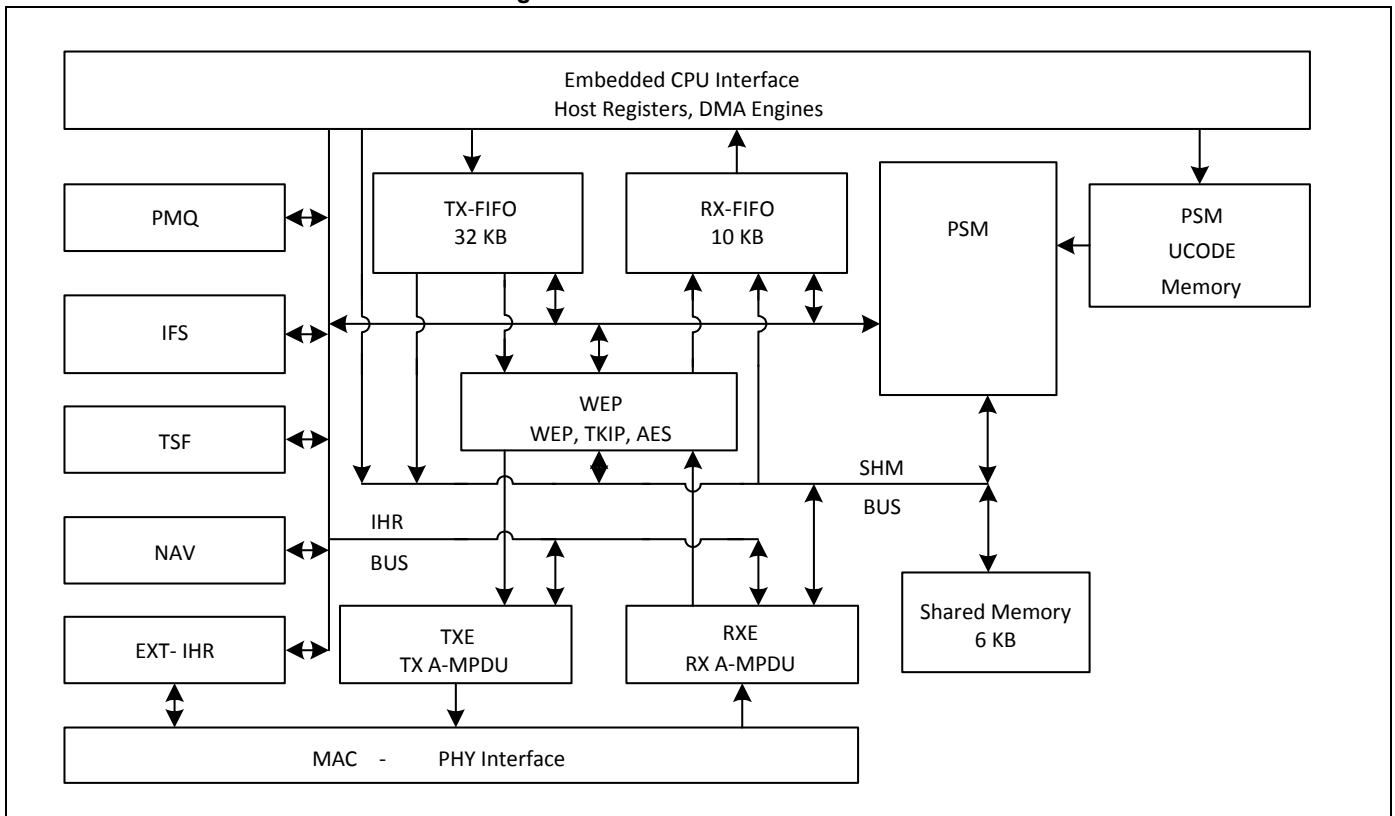 Embedded CPU Interface
Host Registers, DMA Engines
PMQ
TX-FIFO
32 KB
RX-FIFO
10 KB
PSM
PSM
UCODE
Memory
IFS
WEP
WEP, TKIP, AES
TSF
SHM
BUS
IHR
BUS
NAV
Shared Memory
6 KB
EXT- IHR
TXE
TX A-MPDU
RXE
RX A-MPDU
MAC - PHY Interface